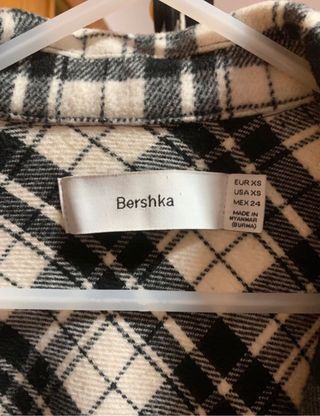 Bershka
EUR XS
USA XS
MEX 24
MADE IN
MYANMAR
(BURMA)